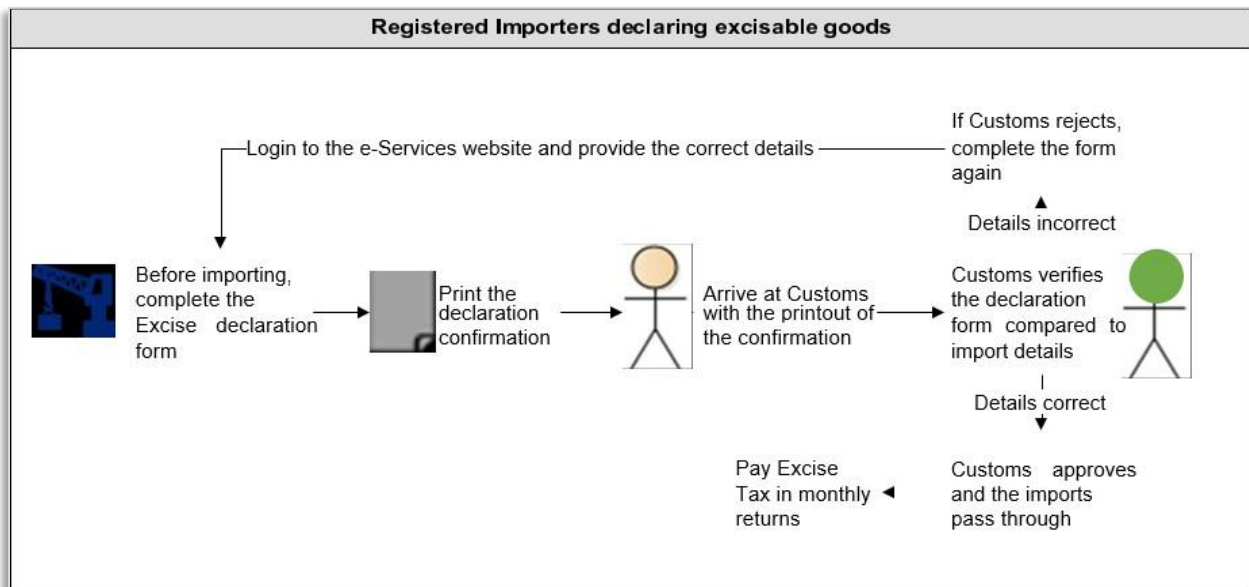 Registered Importers declaring excisable goods
If Customs rejects,
complete the form
again
Login to the e-Services website and provide the correct details
Details incorrect
Before importing,
complete the
Excise declaration
form
Print the
declaration
confirmation
Arrive at Customs
with the printout of
the confirmation
Customs verifies
the declaration
form compared to
import details
Details correct
Customs approves
and the imports
pass through
Pay Excise
Tax in monthly
returns